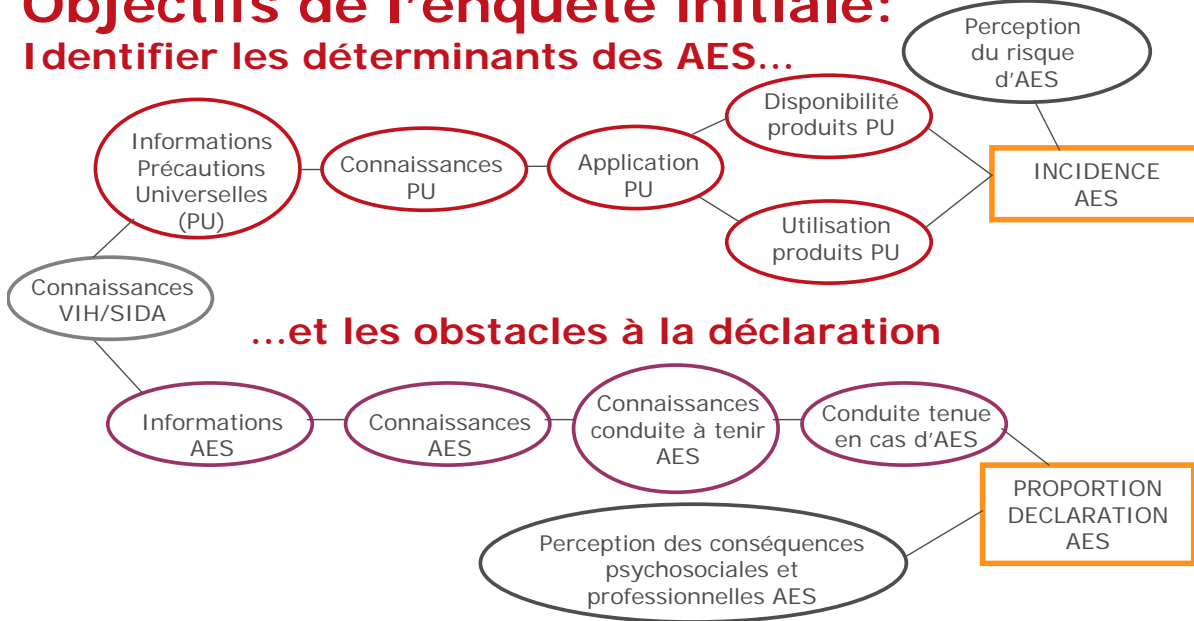 Objectifs de l'enquête initiale:
Identifier les déterminants des AES...
Perception
du risque
d'AES
Disponibilité
produits PU
Informations
Précautions
Universelles
(PU)
Connaissances
PU
Application
PU
INCIDENCE
AES
Utilisation
produits PU
Connaissances
VIH/SIDA
...et les obstacles à la déclaration
Informations
AES
Connaissances
AES
Connaissances
conduite à tenir
AES
Conduite tenue
en cas d'AES
PROPORTION
DECLARATION
AES
Perception des conséquences
psychosociales et
professionnelles AES